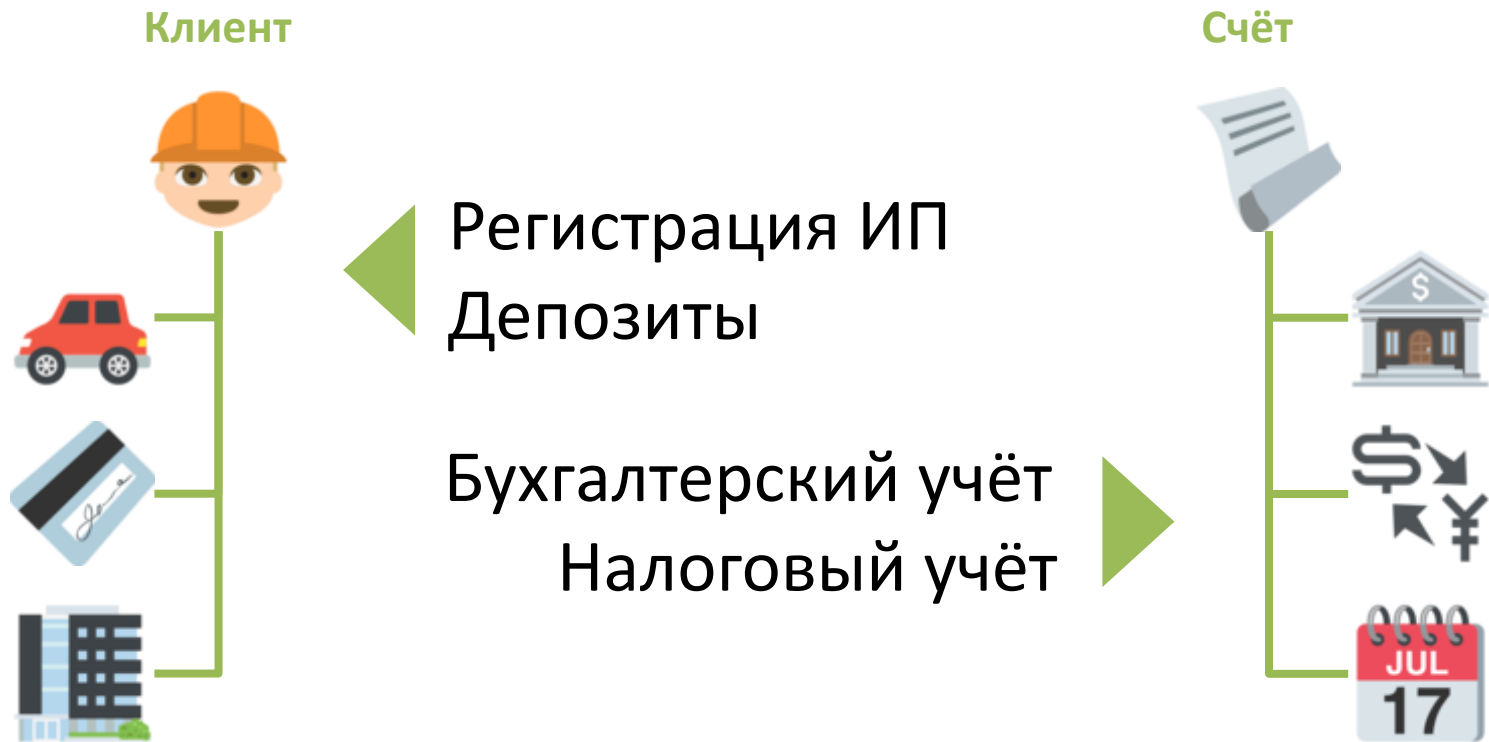 Клиент
Счёт
Регистрация ИП
Депозиты
Бухгалтерский учёт
Налоговый учёт
$
$
¥
JUL
17